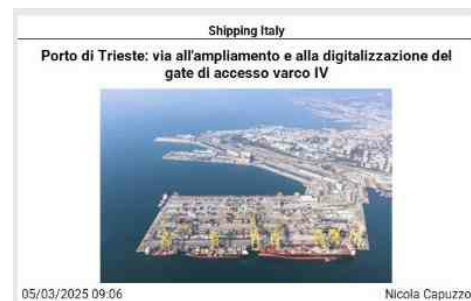 Shipping Italy
Porto di Trieste: via all'ampliamento e alla digitalizzazione del
gate di accesso varco IV
05/03/2025 09:06
Nicola Capuzzo